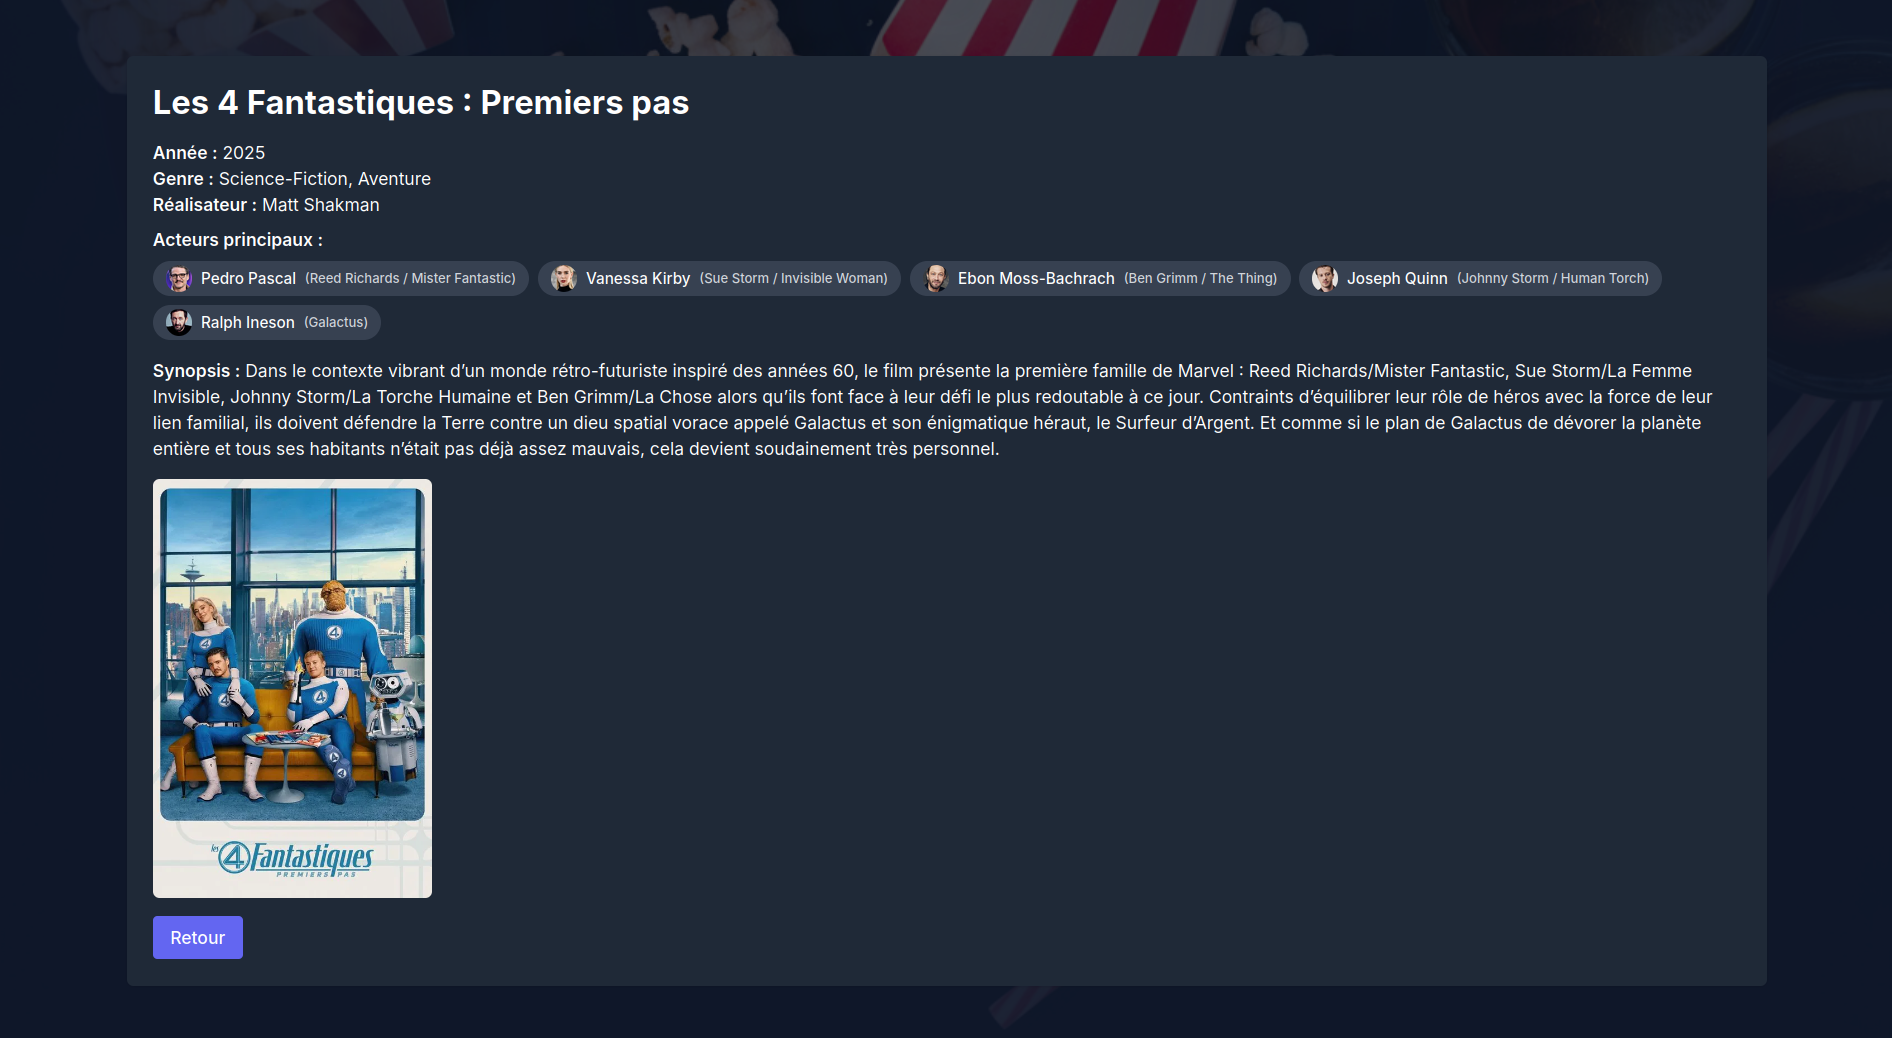 Les 4 Fantastiques : Premiers pas
Année : 2025
Genre : Science-Fiction, Aventure
Réalisateur : Matt Shakman
Acteurs principaux :
Pedro Pascal (Reed Richards / Mister Fantastic) Vanessa Kirby (Sue Storm / Invisible Woman) Ebon Moss-Bachrach (Ben Grimm / The Thing) Joseph Quinn (Johnny Storm / Human Torch)
Ralph Ineson (Galactus)
Synopsis : Dans le contexte vibrant d’un monde rétro-futuriste inspiré des années 60, le film présente la première famille de Marvel : Reed Richards/Mister Fantastic, Sue Storm/La Femme
Invisible, Johnny Storm/La Torche Humaine et Ben Grimm/La Chose alors qu’ils font face à leur défi le plus redoutable à ce jour. Contraints d’équilibrer leur rôle de héros avec la force de leur
lien familial, ils doivent défendre la Terre contre un dieu spatial vorace appelé Galactus et son énigmatique héraut, le Surfeur d’Argent. Et comme si le plan de Galactus de dévorer la planète
entière et tous ses habitants n’était pas déjà assez mauvais, cela devient soudainement très personnel.
4
4
4
4
4
4
les 4 Fantastiques
PREMIERS PAS
Retour